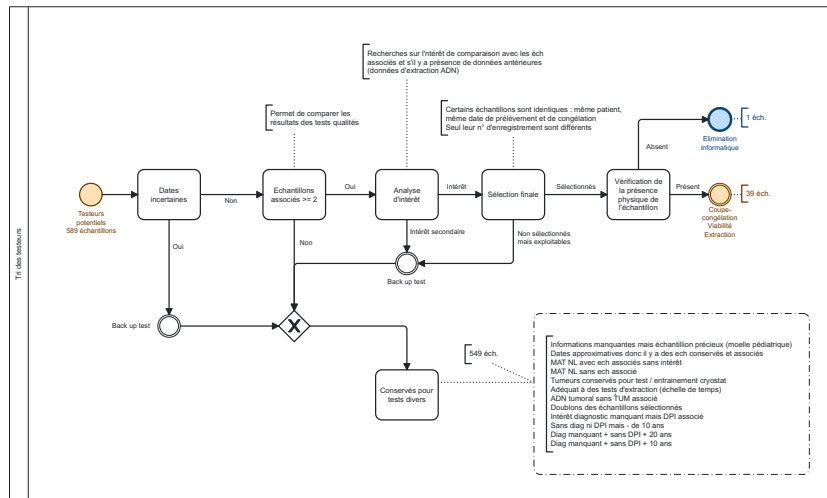 Tri des testeurs
Recherches sur l'ntérêt de comparaison avec les éch
associés et s'il y a présence de données antérieures
(données d'extraction ADN)
Permet de comparer les
résultats des tests qualités
Certains échantillons sont identiques : même patient,
même date de prélèvement et de congélation
Seul leur n° d'enregistrement sont différents
1 éch.
Elimination
informatique
Absent
Testeurs
potentiels
589 échantillons
Dates
incertaines
Non
Echantillons
associés >= 2
Oui
Analyse
d'intérêt
Intérêt
Sélection finale
Sélectionnés
Vérification de
la présence
physique de
l'échantillon
Présent
39 éch.
Coupe-
congélation
Viabilité
Extraction
Oui
Non
Intérêt secondaire
Non sélectionnés
mais exploitables
Back up test
Back up test
X
Conservés pour
tests divers
549 éch.
Informations manquantes mais échantillion précieux (moelle pédiatrique)
Dates approximatives donc il y a des ech conservés et associés
MAT NL avec ech associés sans intérêt
MAT NL sans ech associé
Tumeurs conservés pour test / entrainement cryostat
Adéquat à des tests d'extraction (échelle de temps)
ADN tumoral sans TUM associé
Doublons des échantillons sélectionnés
Intérêt diagnostic manquant mais DPI associé
Sans diag ni DPI mais - de 10 ans
Diag manquant + sans DPI + 20 ans
Diag manquant + sans DPI + 10 ans